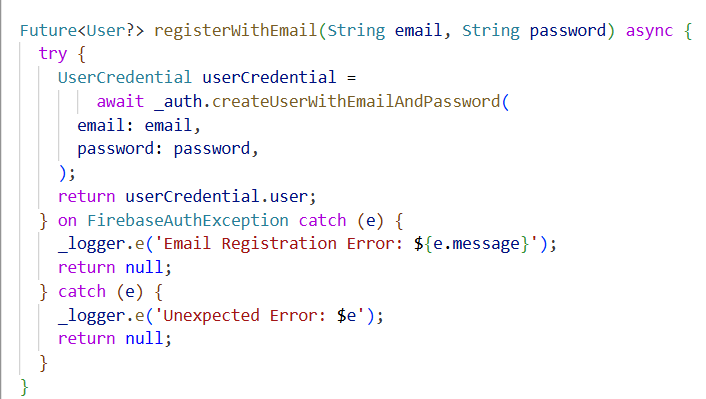 Future<User?> registerWithEmail(String email, String password) async {
  try {
    UserCredential userCredential =
        await _auth.createUserWithEmailAndPassword(
      email: email,
      password: password,
    );
    return userCredential.user;
  } on FirebaseAuthException catch (e) {
    _logger.e('Email Registration Error: ${e.message}');
    return null;
  } catch (e) {
    _logger.e('Unexpected Error: $e');
    return null;
  }
}